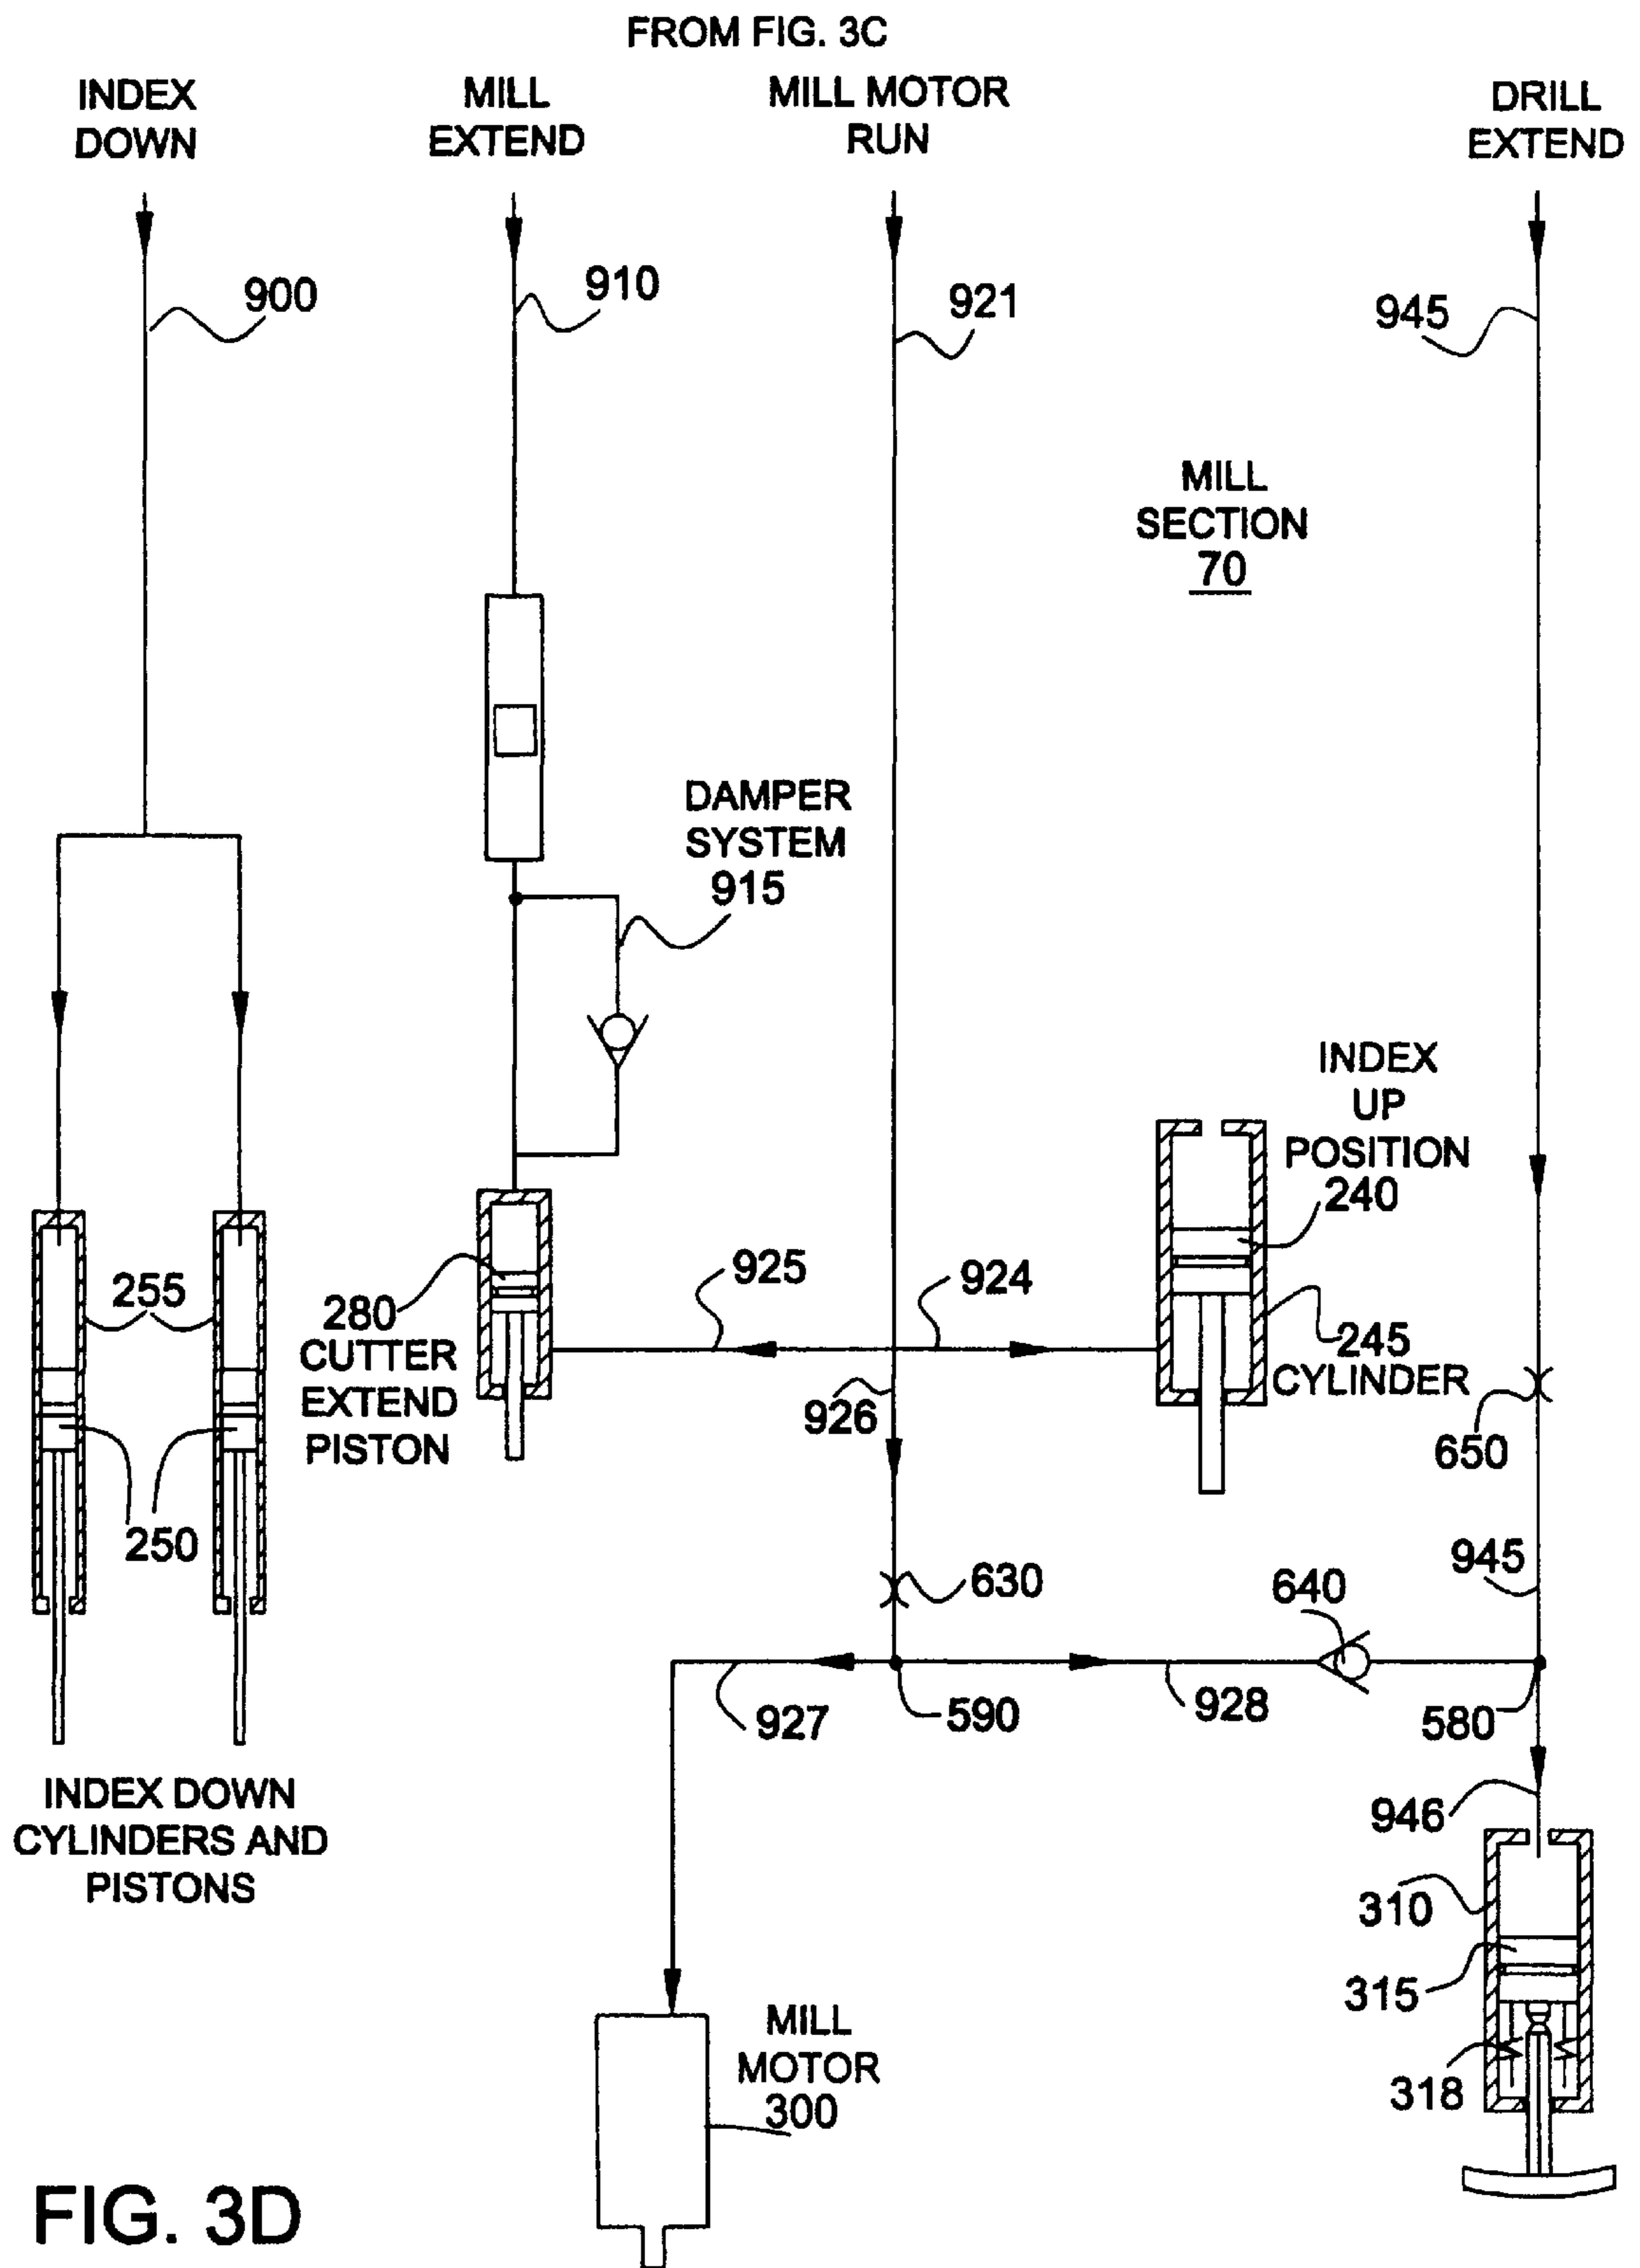 FROM FIG. 3C
INDEX
DOWN
MILL
EXTEND
MILL MOTOR
RUN
DRILL
EXTEND
900
910
921
945
MILL
SECTION
70
DAMPER
SYSTEM
915
INDEX
UP
POSITION
240
255
280
CUTTER
EXTEND
PISTON
925
924
926
245
CYLINDER
650
250
630
640
945
927
590
928
580
INDEX DOWN
CYLINDERS AND
PISTONS
946
310
315
318
MILL
MOTOR
300
FIG. 3D